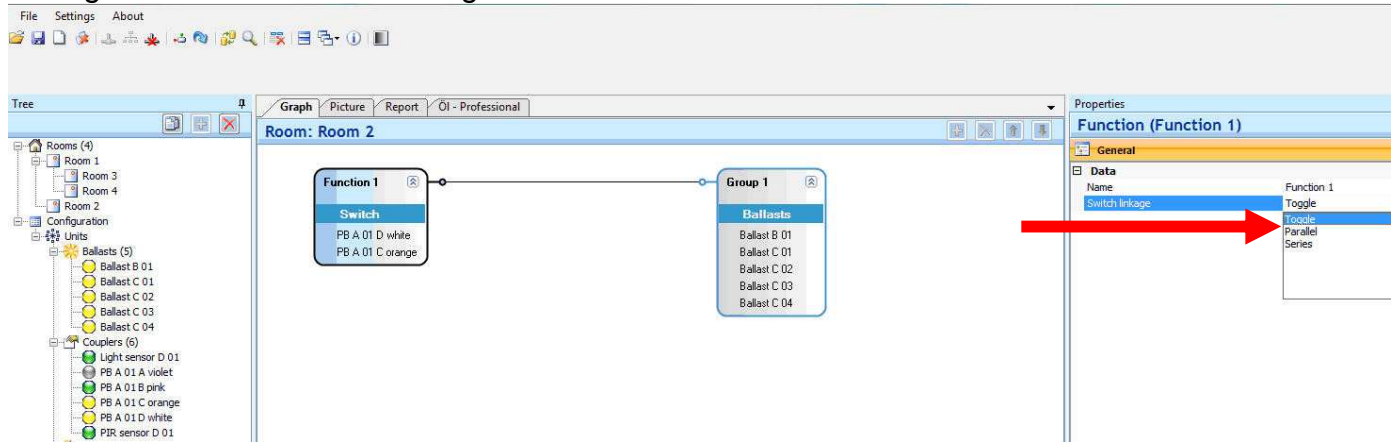 File Settings About
Tree
Graph Picture Report ÖI - Professional
Properties
Room: Room 2
Function (Function 1)
General
Data
Name Function 1
Switch linkage Toggle
Toggle
Parallel
Series
Rooms (4)
Room 1
Room 3
Room 4
Room 2
Configuration
Units
Ballasts (5)
Ballast B 01
Ballast C 01
Ballast C 02
Ballast C 03
Ballast C 04
Couplers (6)
Light sensor D 01
PB A 01 A violet
PB A 01 B pink
PB A 01 C orange
PB A 01 D white
PIR sensor D 01
Function 1
Switch
PB A 01 D white
PB A 01 C orange
Group 1
Ballasts
Ballast B 01
Ballast C 01
Ballast C 02
Ballast C 03
Ballast C 04